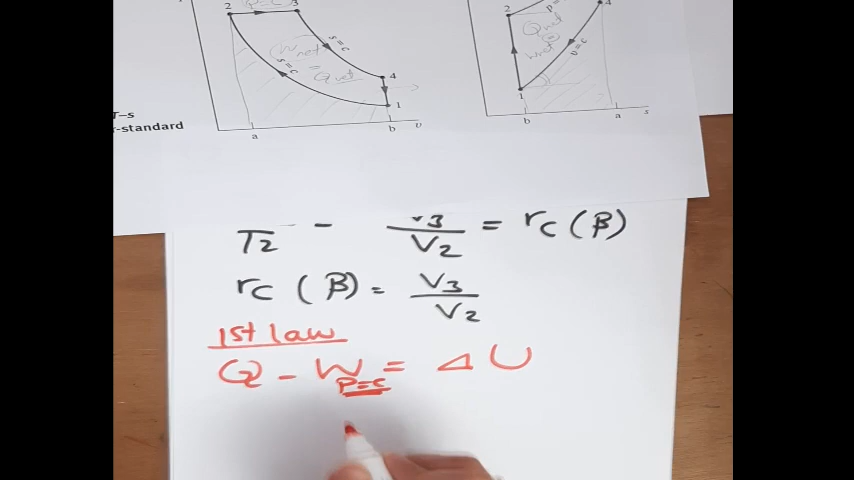 2 P=C 3
S=C
Wnet
=
Qnet
S=C
4
1
a b υ
T–s
r-standard
2
P=
4
Qnet
@
Wnet
υ=C
1
b a s
T2 = V3/V2 = rc (β)
rc (β) = V3/V2
1st law
Q - W = Δ U
P=C